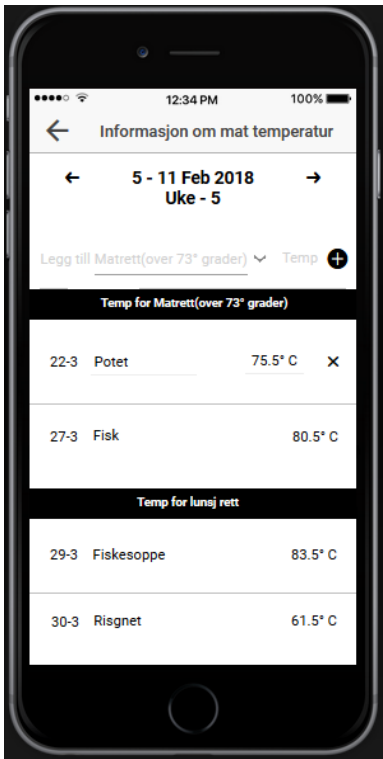 12:34 PM 100%
Informasjon om mat temperatur
5 - 11 Feb 2018
Uke - 5
Legg till Matrett(over 73° grader) Temp
Temp for Matrett(over 73° grader)
22-3 Potet 75.5° C
27-3 Fisk 80.5° C
Temp for lunsj rett
29-3 Fiskesoppe 83.5° C
30-3 Risgnet 61.5° C